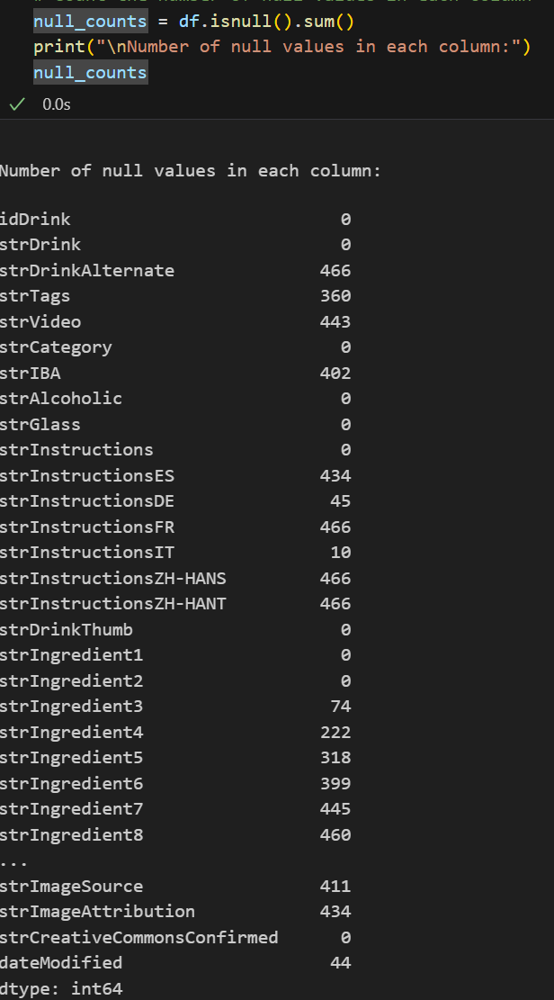 null_counts = df.isnull().sum()
print("\nNumber of null values in each column:")
null_counts
0.0s
Number of null values in each column:
idDrink 0
strDrink 0
strDrinkAlternate 466
strTags 360
strVideo 443
strCategory 0
strIBA 402
strAlcoholic 0
strGlass 0
strInstructions 0
strInstructionsES 434
strInstructionsDE 45
strInstructionsFR 466
strInstructionsIT 10
strInstructionsZH-HANS 466
strInstructionsZH-HANT 466
strDrinkThumb 0
strIngredient1 0
strIngredient2 0
strIngredient3 74
strIngredient4 222
strIngredient5 318
strIngredient6 399
strIngredient7 445
strIngredient8 460
...
strImageSource 411
strImageAttribution 434
strCreativeCommonsConfirmed 0
dateModified 44
dtype: int64